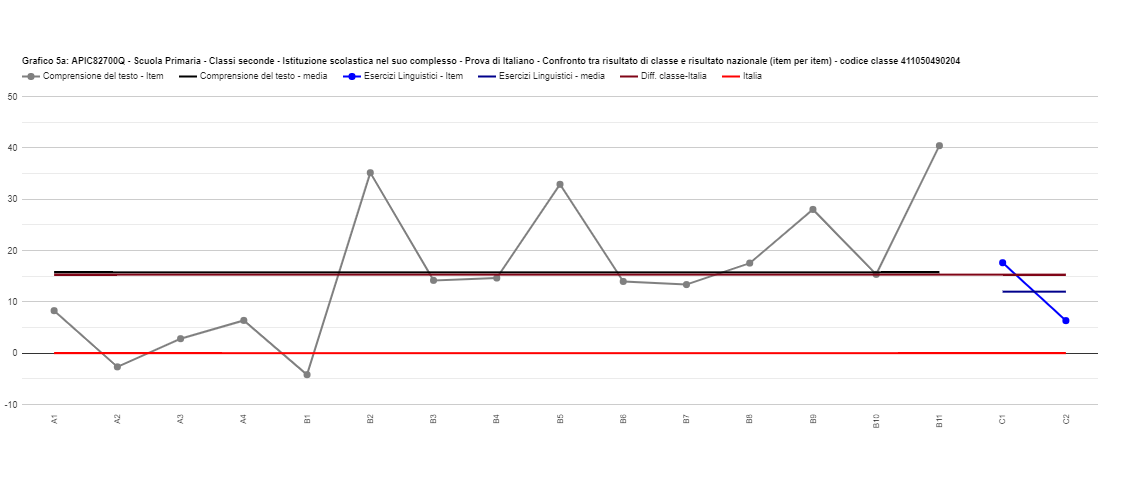 Grafico 5a: APIC82700Q - Scuola Primaria - Classi seconde - Istituzione scolastica nel suo complesso - Prova di Italiano - Confronto tra risultato di classe e risultato nazionale (item per item) - codice classe 411050490204
Comprensione del testo - Item Comprensione del testo - media Esercizi Linguistici - Item Esercizi Linguistici - media Diff. classe-Italia Italia
50
40
30
20
10
0
-10
A1 A2 A3 A4 B1 B2 B3 B4 B5 B6 B7 B8 B9 B10 B11 C1 C2